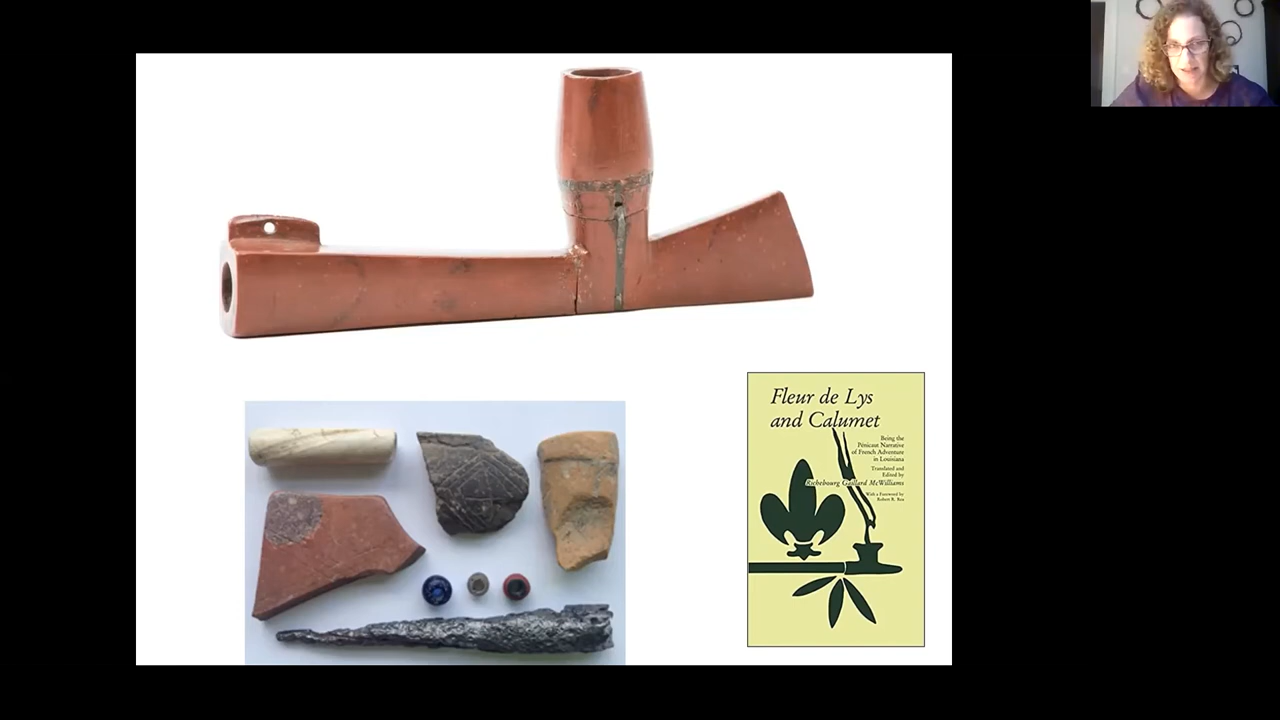 Fleur de Lys
and Calumet
Being the
Pénicaut Narrative
of French Adventure
in Louisiana
Translated and
Edited by
Richebourg Gaillard McWilliams
With a Foreword by
Robert R. Rea